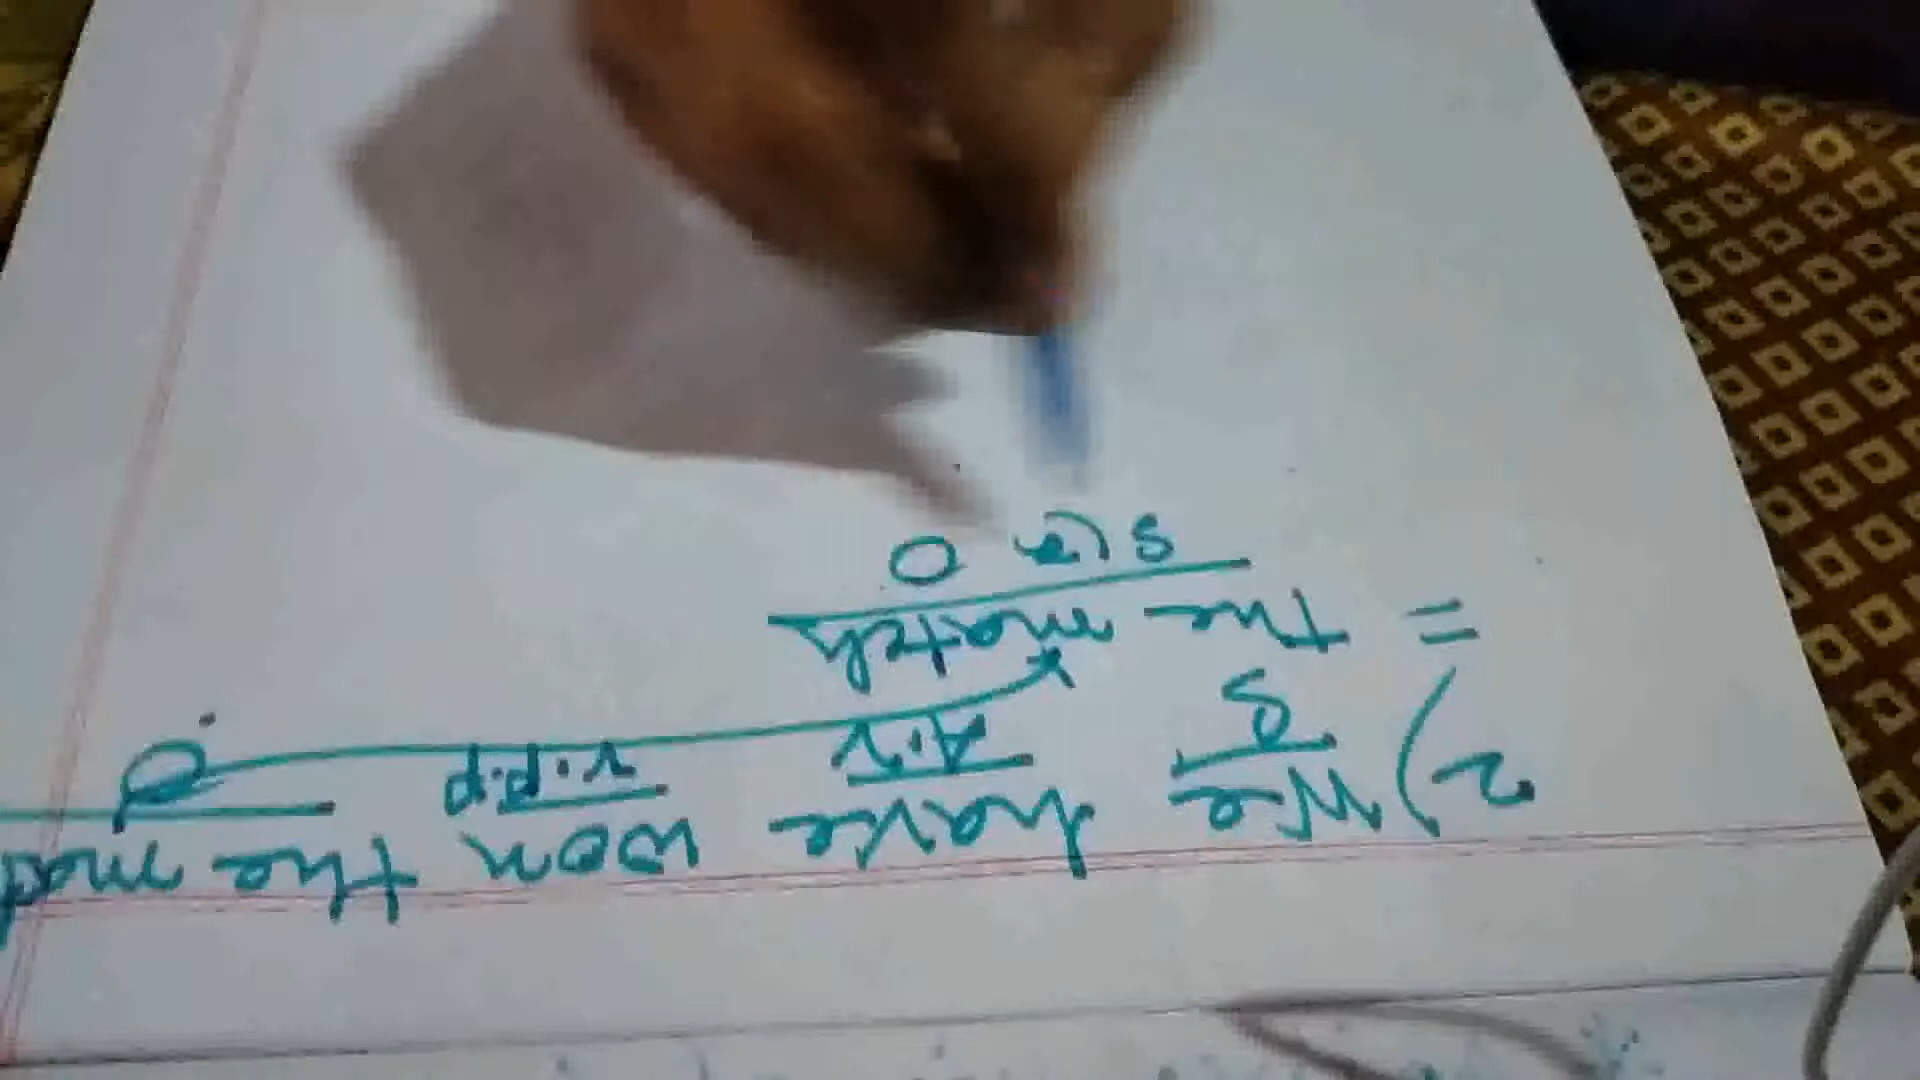 2) We have won the mat
S H.V V.P.P O
= The match
S(P) O